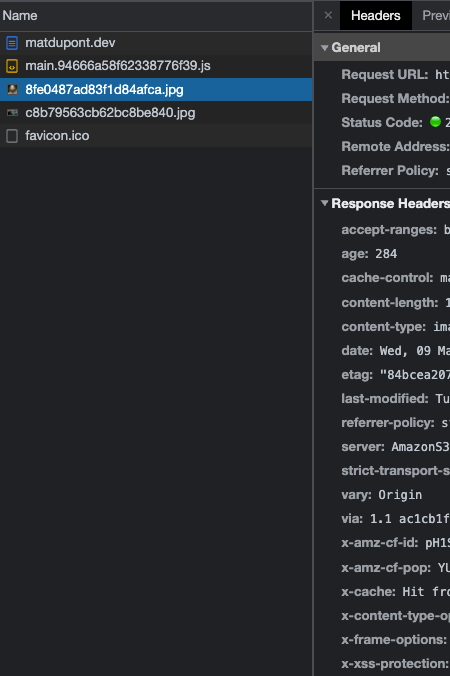 Name
matdupont.dev
main.94666a58f62338776f39.js
8fe0487ad83f1d84afca.jpg
c8b79563cb62bc8be840.jpg
favicon.ico
× Headers Previ
General
Request URL: ht
Request Method:
Status Code: 2
Remote Address:
Referrer Policy: s
Response Headers
accept-ranges: b
age: 284
cache-control: ma
content-length: 1
content-type: ima
date: Wed, 09 Ma
etag: "84bcea207
last-modified: Tu
referrer-policy: s
server: AmazonS3
strict-transport-s
vary: Origin
via: 1.1 ac1cb1f
x-amz-cf-id: pH1S
x-amz-cf-pop: YU
x-cache: Hit fro
x-content-type-op
x-frame-options:
x-xss-protection: